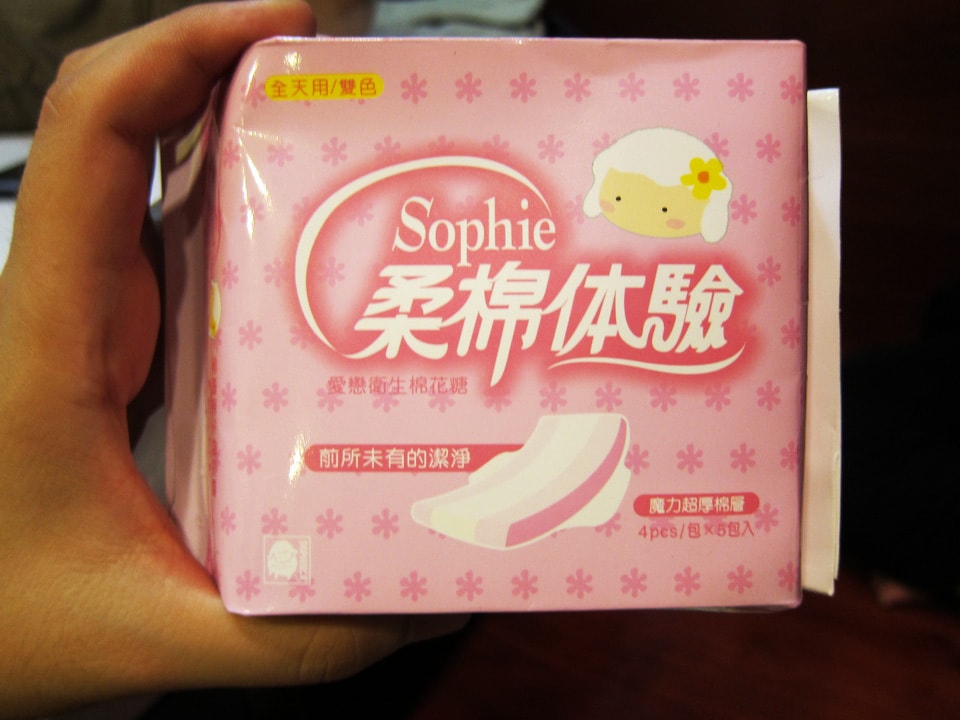 全天用/雙色
Sophie
柔棉体驗
愛戀衛生棉花糖
前所未有的潔淨
魔力超厚棉層
4pcs/包×5包入